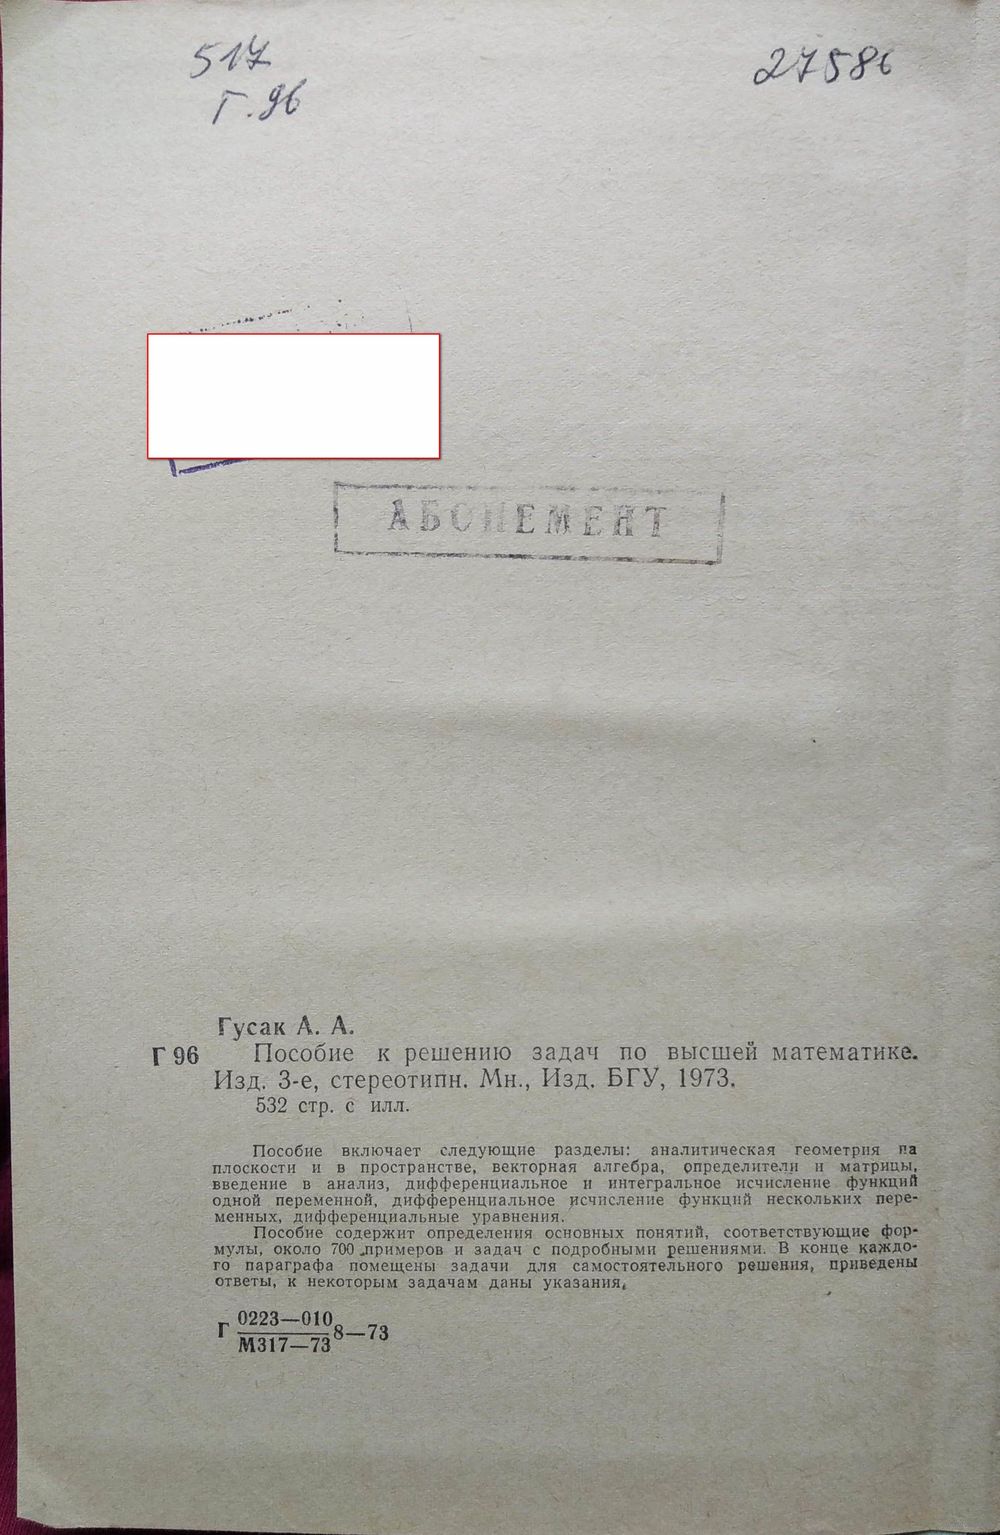 517
Г.96
27586
АБОНЕМЕНТ
Гусак А. А.
Г 96 Пособие к решению задач по высшей математике.
Изд. 3-е, стереотипн. Мн., Изд. БГУ, 1973.
532 стр. с илл.
Пособие включает следующие разделы: аналитическая геометрия на
плоскости и в пространстве, векторная алгебра, определители и матрицы,
введение в анализ, дифференциальное и интегральное исчисление функций
одной переменной, дифференциальное исчисление функций нескольких пере-
менных, дифференциальные уравнения.
Пособие содержит определения основных понятий, соответствующие фор-
мулы, около 700 примеров и задач с подробными решениями. В конце каждо-
го параграфа помещены задачи для самостоятельного решения, приведены
ответы, к некоторым задачам даны указания.
0223—010
Г 8—73
М317—73